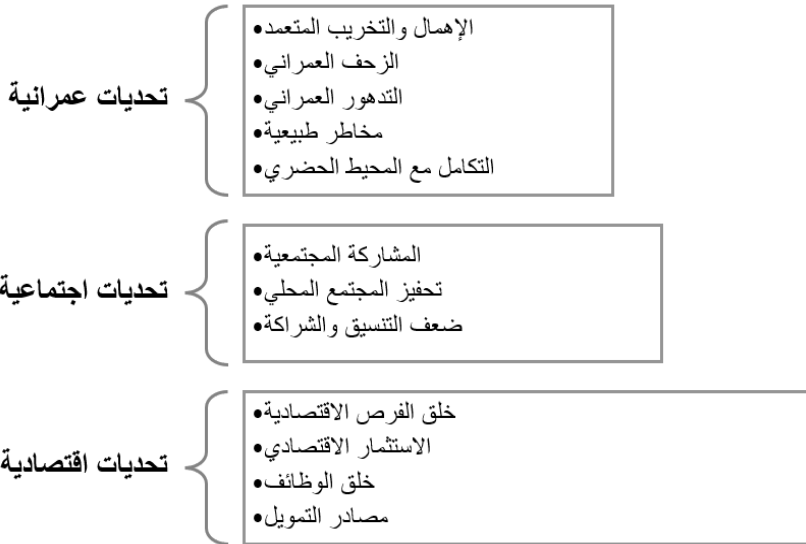 تحديات عمرانية
الإهمال والتخريب المتعمد•
الزحف العمراني•
التدهور العمراني•
مخاطر طبيعية•
التكامل مع المحيط الحضري•
تحديات اجتماعية
المشاركة المجتمعية•
تحفيز المجتمع المحلي•
ضعف التنسيق والشراكة•
تحديات اقتصادية
خلق الفرص الاقتصادية•
الاستثمار الاقتصادي•
خلق الوظائف•
مصادر التمويل•